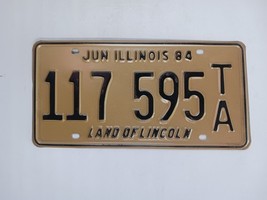 JUN ILLINOIS 84
117 595 TA
LAND OF LINCOLN